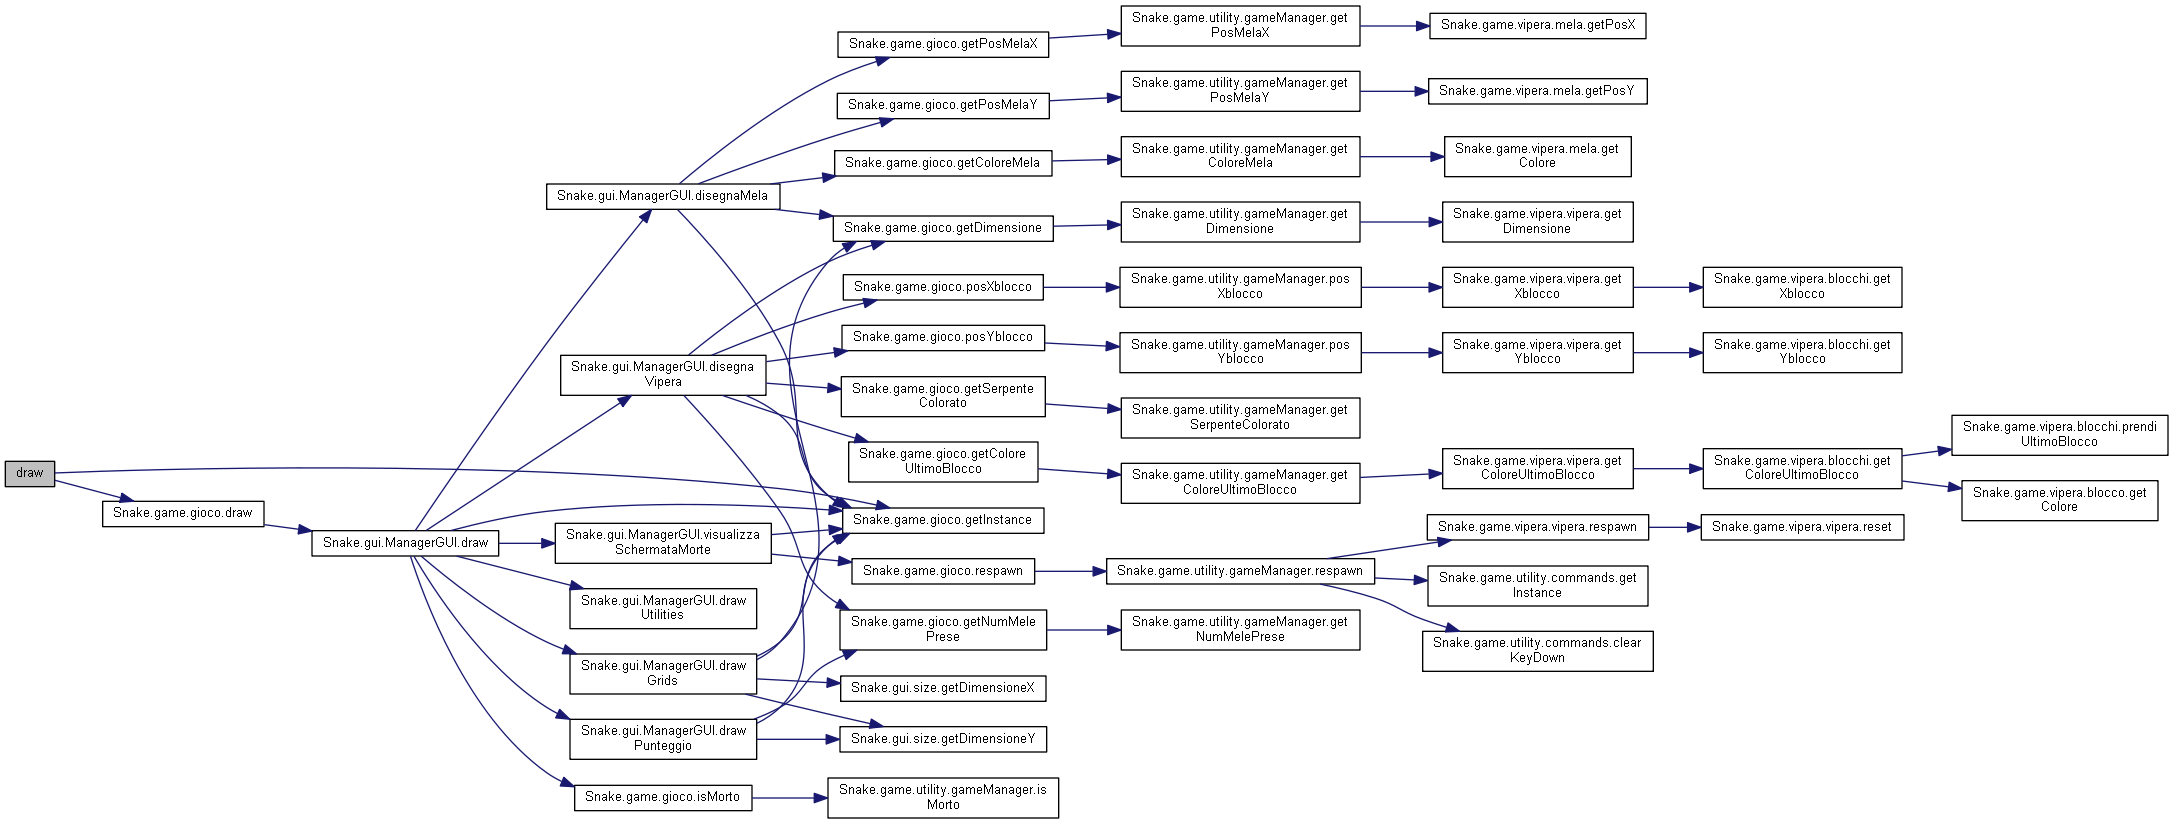 draw
Snake.game.gioco.draw
Snake.gui.ManagerGUI.draw
Snake.gui.ManagerGUI.disegnaMela
Snake.gui.ManagerGUI.disegna
Vipera
Snake.gui.ManagerGUI.visualizza
SchermataMorte
Snake.gui.ManagerGUI.draw
Utilities
Snake.gui.ManagerGUI.draw
Grids
Snake.gui.ManagerGUI.draw
Punteggio
Snake.game.gioco.isMorto
Snake.game.gioco.getPosMelaX
Snake.game.gioco.getPosMelaY
Snake.game.gioco.getColoreMela
Snake.game.gioco.getDimensione
Snake.game.gioco.posXblocco
Snake.game.gioco.posYblocco
Snake.game.gioco.getSerpente
Colorato
Snake.game.gioco.getColore
UltimoBlocco
Snake.game.gioco.getInstance
Snake.game.gioco.respawn
Snake.game.gioco.getNumMele
Prese
Snake.gui.size.getDimensioneX
Snake.gui.size.getDimensioneY
Snake.game.utility.gameManager.is
Morto
Snake.game.utility.gameManager.get
PosMelaX
Snake.game.utility.gameManager.get
PosMelaY
Snake.game.utility.gameManager.get
ColoreMela
Snake.game.utility.gameManager.get
Dimensione
Snake.game.utility.gameManager.pos
Xblocco
Snake.game.utility.gameManager.pos
Yblocco
Snake.game.utility.gameManager.get
SerpenteColorato
Snake.game.utility.gameManager.get
ColoreUltimoBlocco
Snake.game.utility.gameManager.respawn
Snake.game.utility.gameManager.get
NumMelePrese
Snake.game.vipera.mela.getPosX
Snake.game.vipera.mela.getPosY
Snake.game.vipera.mela.get
Colore
Snake.game.vipera.vipera.get
Dimensione
Snake.game.vipera.vipera.get
Xblocco
Snake.game.vipera.vipera.get
Yblocco
Snake.game.vipera.vipera.get
ColoreUltimoBlocco
Snake.game.vipera.vipera.respawn
Snake.game.utility.commands.get
Instance
Snake.game.utility.commands.clear
KeyDown
Snake.game.vipera.blocchi.get
Xblocco
Snake.game.vipera.blocchi.get
Yblocco
Snake.game.vipera.blocchi.get
ColoreUltimoBlocco
Snake.game.vipera.vipera.reset
Snake.game.vipera.blocchi.prendi
UltimoBlocco
Snake.game.vipera.blocco.get
Colore